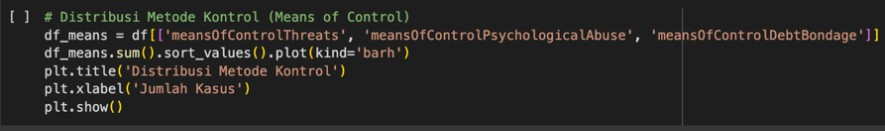 [ ] # Distribusi Metode Kontrol (Means of Control)
df_means = df[['meansOfControlThreats', 'meansOfControlPsychologicalAbuse', 'meansOfControlDebtBondage']]
df_means.sum().sort_values().plot(kind='barh')
plt.title('Distribusi Metode Kontrol')
plt.xlabel('Jumlah Kasus')
plt.show()